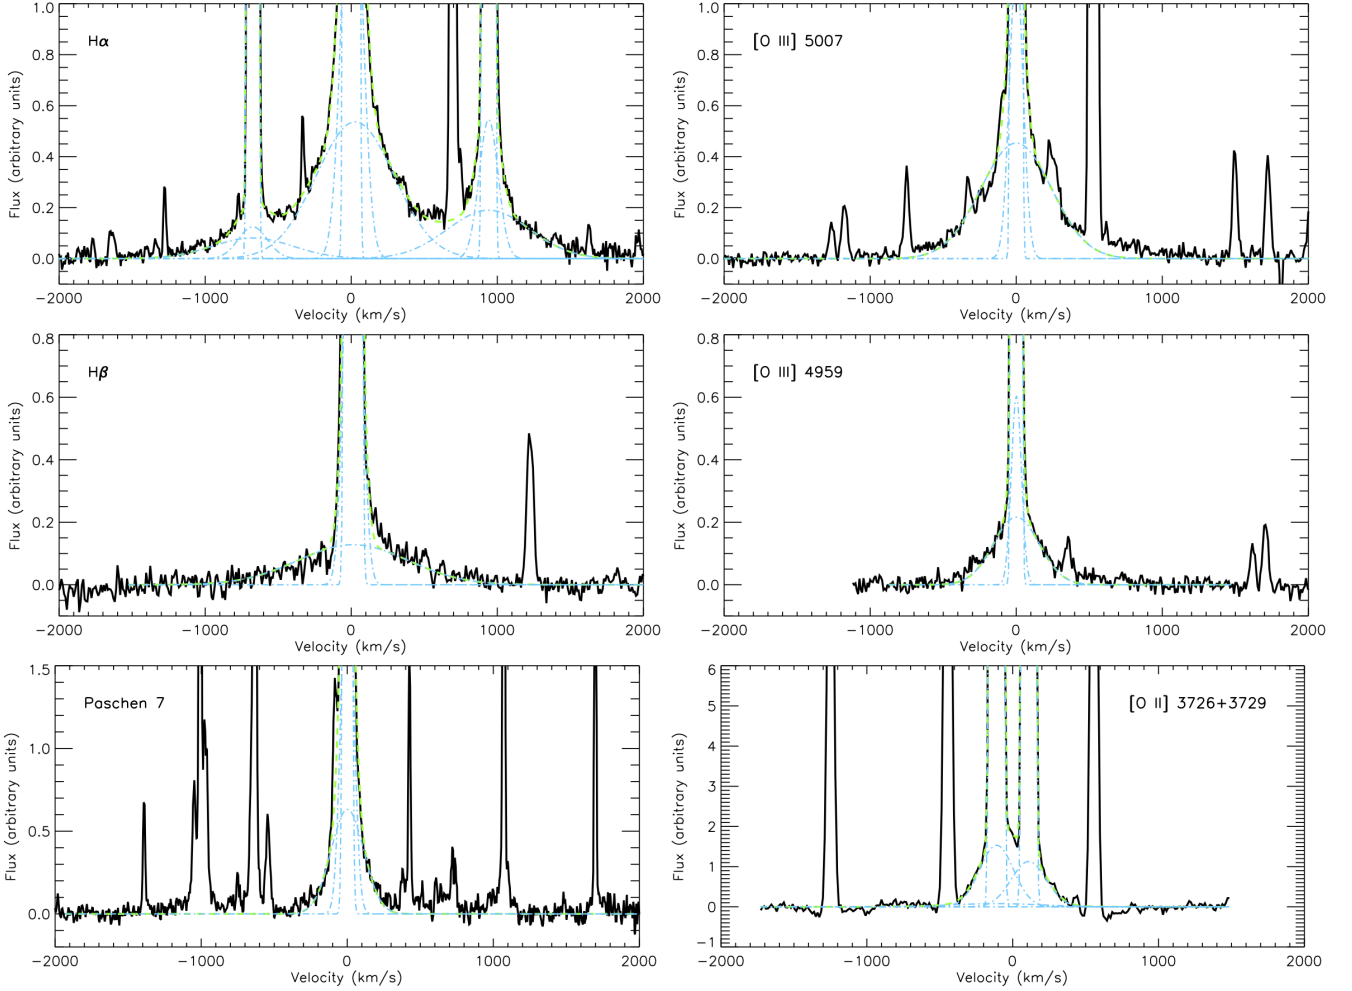 1.0
0.8
0.6
0.4
0.2
0.0
Flux (arbitrary units)
Hα
−2000 −1000 0 1000 2000
Velocity (km/s)
1.0
0.8
0.6
0.4
0.2
0.0
Flux (arbitrary units)
[O III] 5007
−2000 −1000 0 1000 2000
Velocity (km/s)
0.8
0.6
0.4
0.2
0.0
Flux (arbitrary units)
Hβ
−2000 −1000 0 1000 2000
Velocity (km/s)
0.8
0.6
0.4
0.2
0.0
Flux (arbitrary units)
[O III] 4959
−2000 −1000 0 1000 2000
Velocity (km/s)
1.5
1.0
0.5
0.0
Flux (arbitrary units)
Paschen 7
−2000 −1000 0 1000 2000
Velocity (km/s)
6
5
4
3
2
1
0
−1
Flux (arbitrary units)
[O II] 3726+3729
−2000 −1000 0 1000 2000
Velocity (km/s)